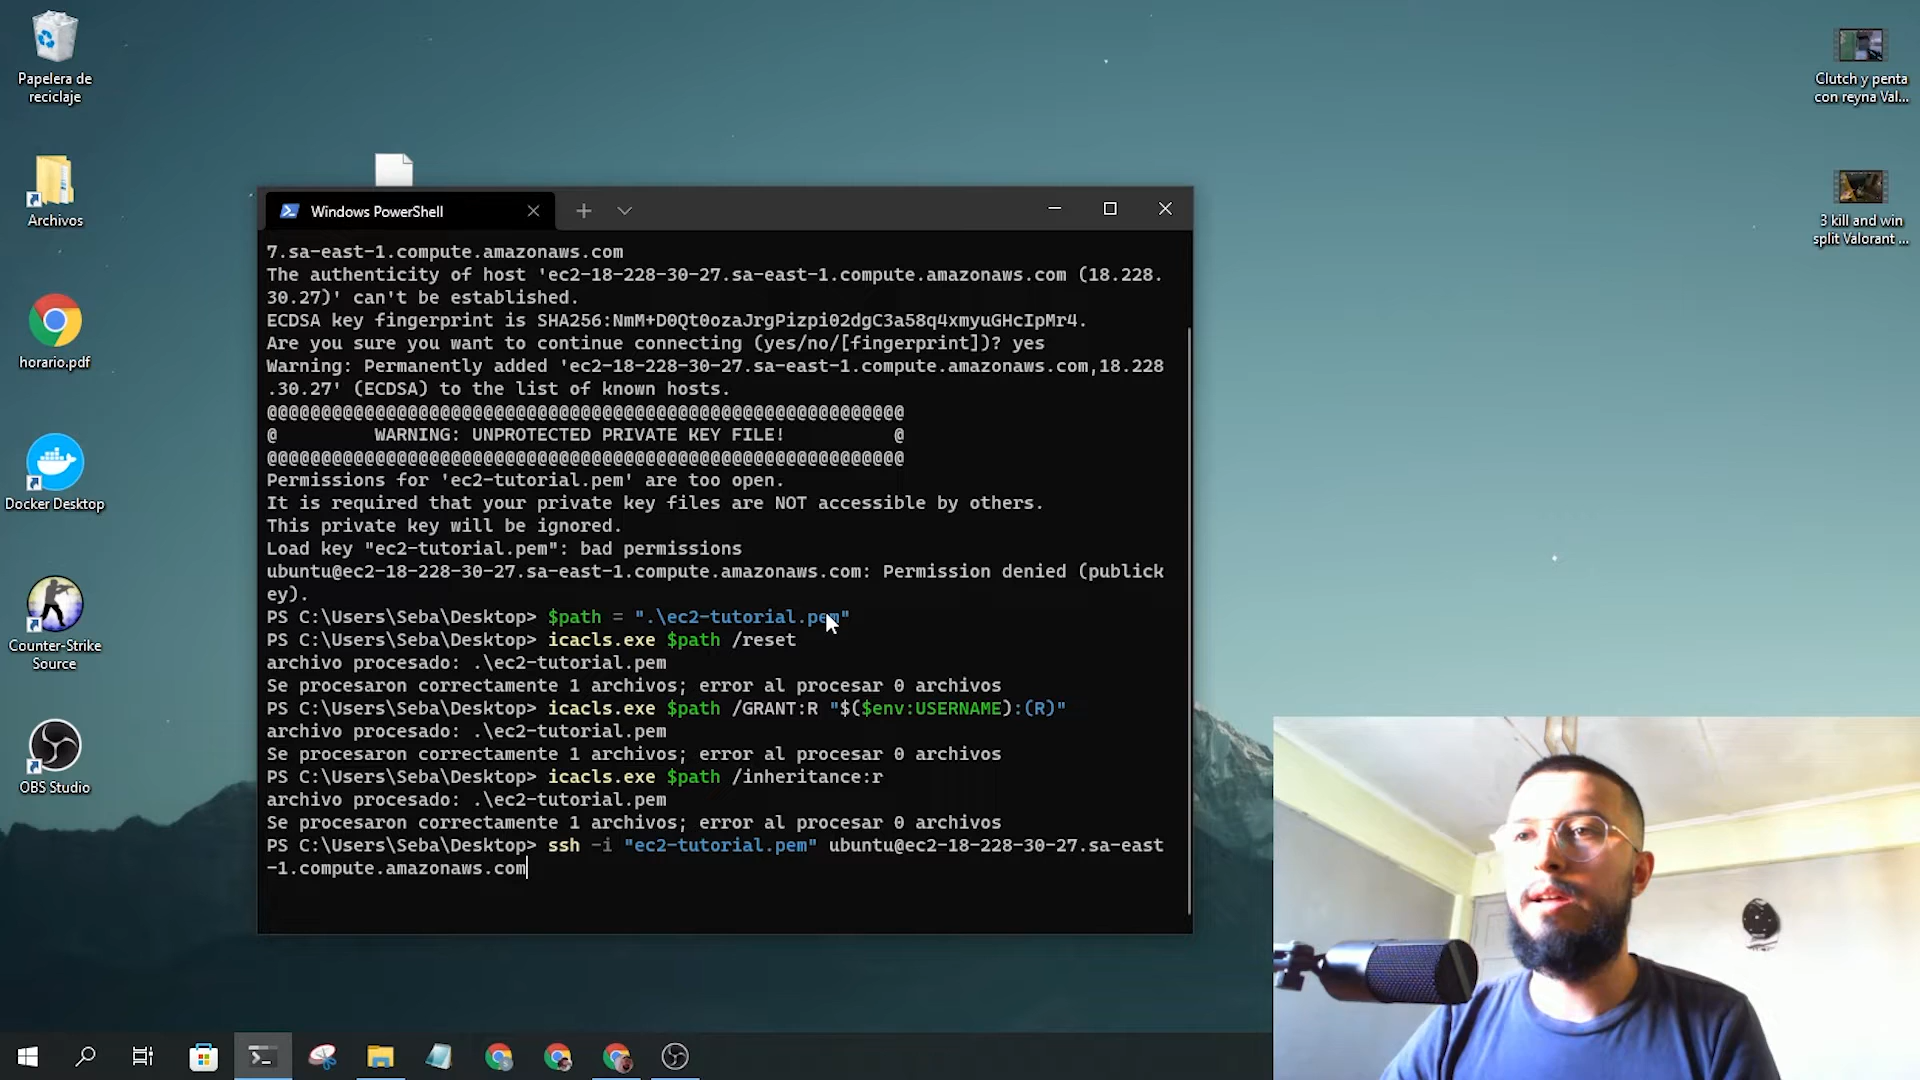 Papelera de
reciclaje
Archivos
horario.pdf
Docker Desktop
Counter-Strike
Source
OBS Studio
Clutch y penta
con reyna Val...
3 kill and win
split Valorant ...
Windows PowerShell
7.sa-east-1.compute.amazonaws.com
The authenticity of host 'ec2-18-228-30-27.sa-east-1.compute.amazonaws.com (18.228.
30.27)' can't be established.
ECDSA key fingerprint is SHA256:NmM+D0Qt0ozaJrgPizpi02dgC3a58q4xmyuGHcIpMr4.
Are you sure you want to continue connecting (yes/no/[fingerprint])? yes
Warning: Permanently added 'ec2-18-228-30-27.sa-east-1.compute.amazonaws.com,18.228
.30.27' (ECDSA) to the list of known hosts.
@@@@@@@@@@@@@@@@@@@@@@@@@@@@@@@@@@@@@@@@@@@@@@@@@@@@@@@@@@@
@         WARNING: UNPROTECTED PRIVATE KEY FILE!          @
@@@@@@@@@@@@@@@@@@@@@@@@@@@@@@@@@@@@@@@@@@@@@@@@@@@@@@@@@@@
Permissions for 'ec2-tutorial.pem' are too open.
It is required that your private key files are NOT accessible by others.
This private key will be ignored.
Load key "ec2-tutorial.pem": bad permissions
ubuntu@ec2-18-228-30-27.sa-east-1.compute.amazonaws.com: Permission denied (publick
ey).
PS C:\Users\Seba\Desktop> $path = ".\ec2-tutorial.pem"
PS C:\Users\Seba\Desktop> icacls.exe $path /reset
archivo procesado: .\ec2-tutorial.pem
Se procesaron correctamente 1 archivos; error al procesar 0 archivos
PS C:\Users\Seba\Desktop> icacls.exe $path /GRANT:R "$($env:USERNAME):(R)"
archivo procesado: .\ec2-tutorial.pem
Se procesaron correctamente 1 archivos; error al procesar 0 archivos
PS C:\Users\Seba\Desktop> icacls.exe $path /inheritance:r
archivo procesado: .\ec2-tutorial.pem
Se procesaron correctamente 1 archivos; error al procesar 0 archivos
PS C:\Users\Seba\Desktop> ssh -i "ec2-tutorial.pem" ubuntu@ec2-18-228-30-27.sa-east
-1.compute.amazonaws.com